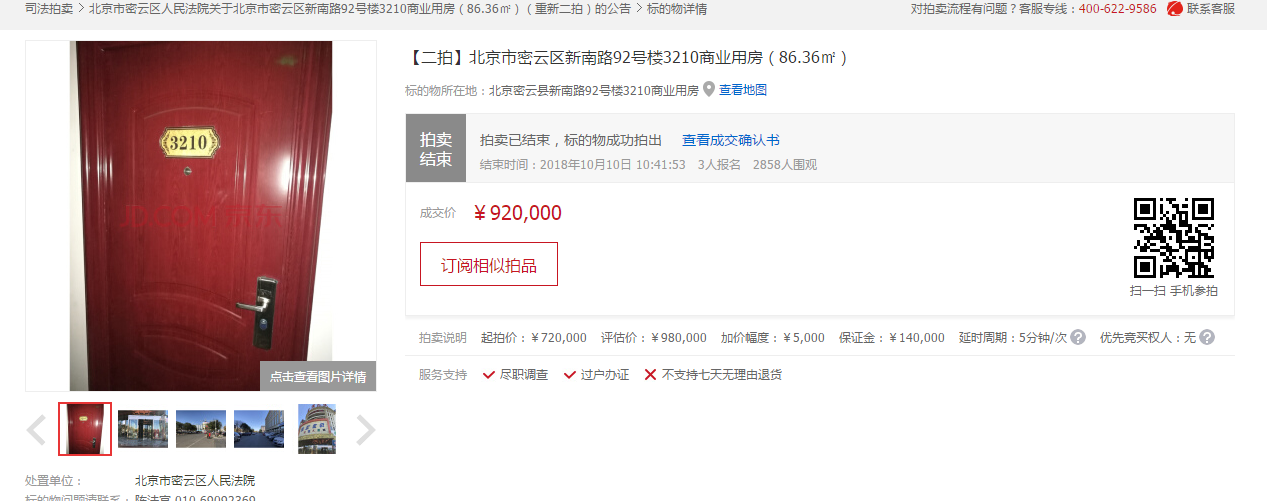 司法拍卖 > 北京市密云区人民法院关于北京市密云区新南路92号楼3210商业用房（86.36㎡）（重新二拍）的公告 > 标的物详情
对拍卖流程有问题？客服专线：400-622-9586 联系客服
3210
点击查看图片详情
【二拍】北京市密云区新南路92号楼3210商业用房（86.36㎡）
标的物所在地：北京密云县新南路92号楼3210商业用房 查看地图
拍卖
结束
拍卖已结束，标的物成功拍出 查看成交确认书
结束时间：2018年10月10日 10:41:53 3人报名 2858人围观
成交价 ￥920,000
订阅相似拍品
扫一扫 手机参拍
拍卖说明 起拍价：￥720,000 评估价：￥980,000 加价幅度：￥5,000 保证金：￥140,000 延时周期：5分钟/次 ? 优先竞买权人：无 ?
服务支持 尽职调查 过户办证 不支持七天无理由退货
处置单位： 北京市密云区人民法院
标的物问题请联系： 陈法官 010-69092369